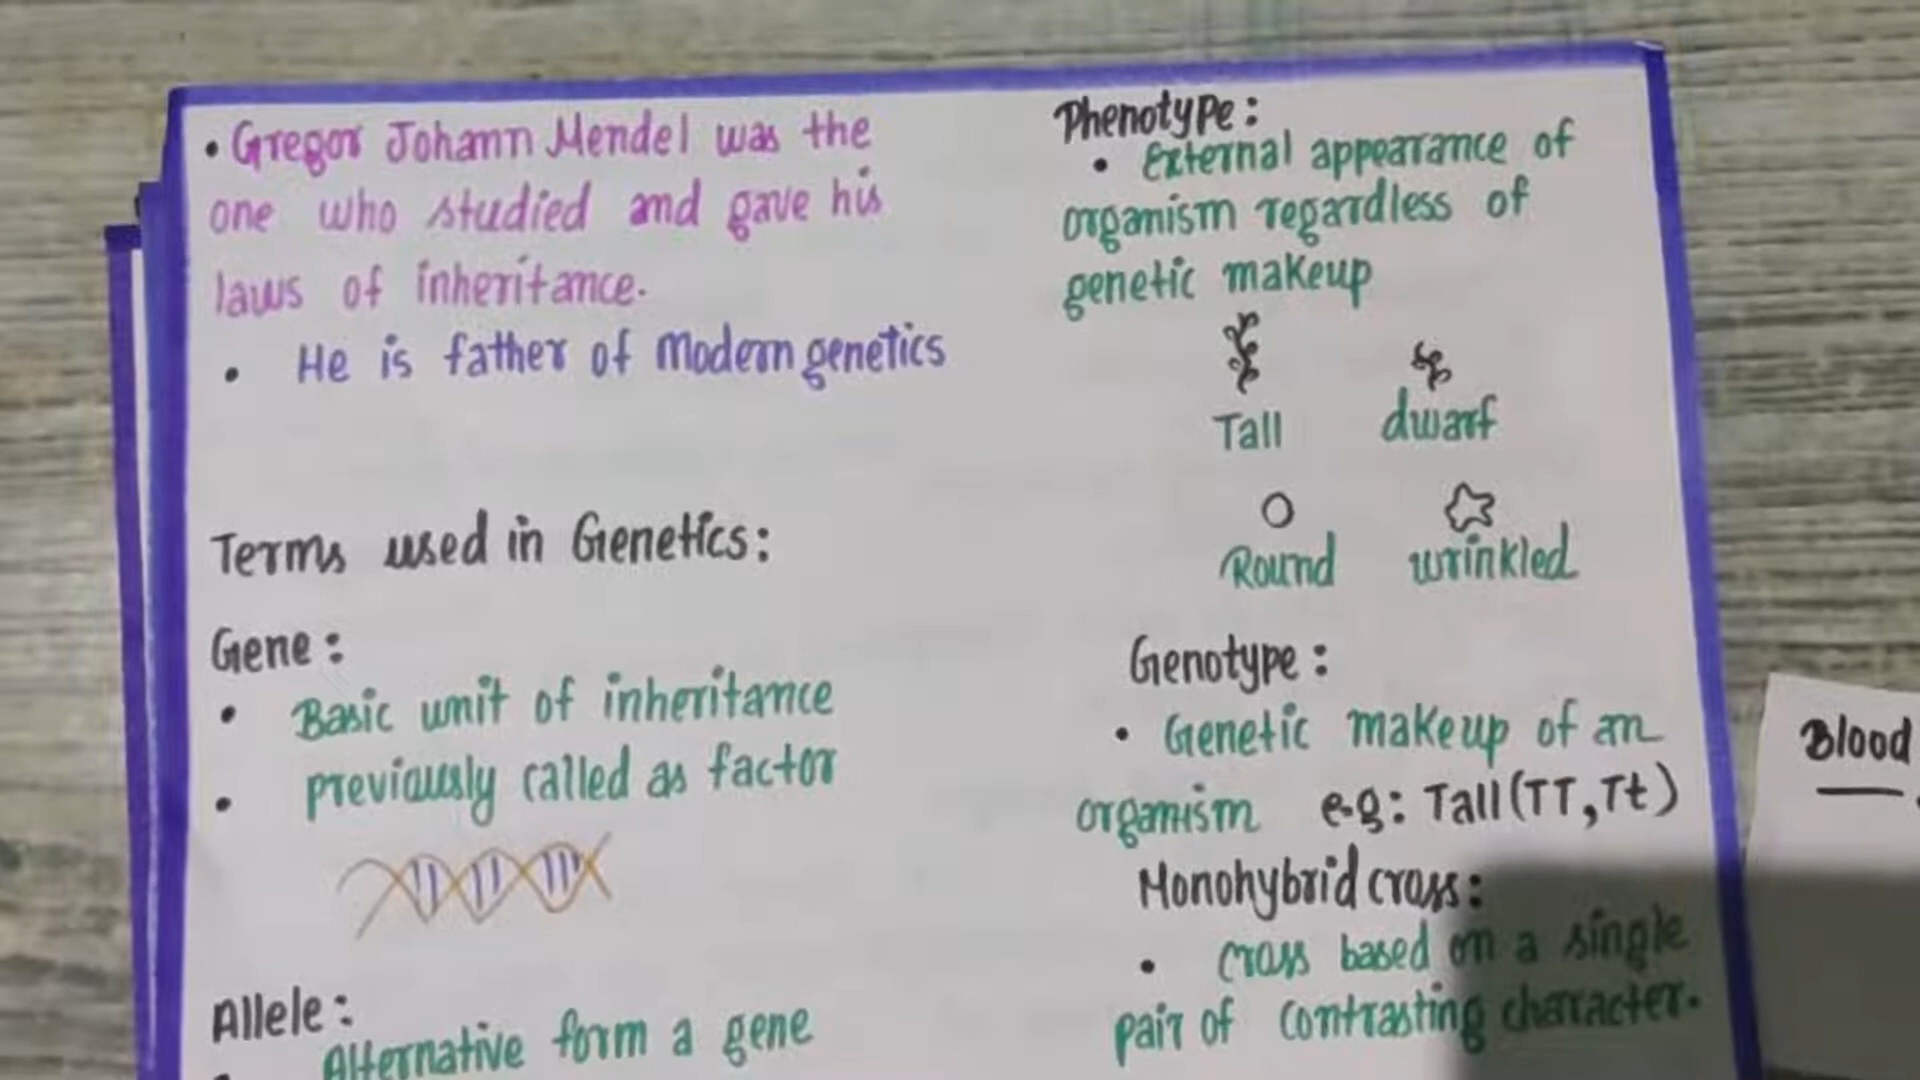 • Gregor Johann Mendel was the
one who studied and gave his
laws of inheritance.
• He is father of Modern genetics
Terms used in Genetics:
Gene:
• Basic unit of inheritance
• previously called as factor
Allele:
• Alternative form a gene
Phenotype:
• External appearance of
organism regardless of
genetic makeup
Tall dwarf
Round wrinkled
Genotype:
• Genetic makeup of an
organism e.g: Tall (TT, Tt)
Monohybrid cross:
• cross based on a single
pair of contrasting character.
Blood